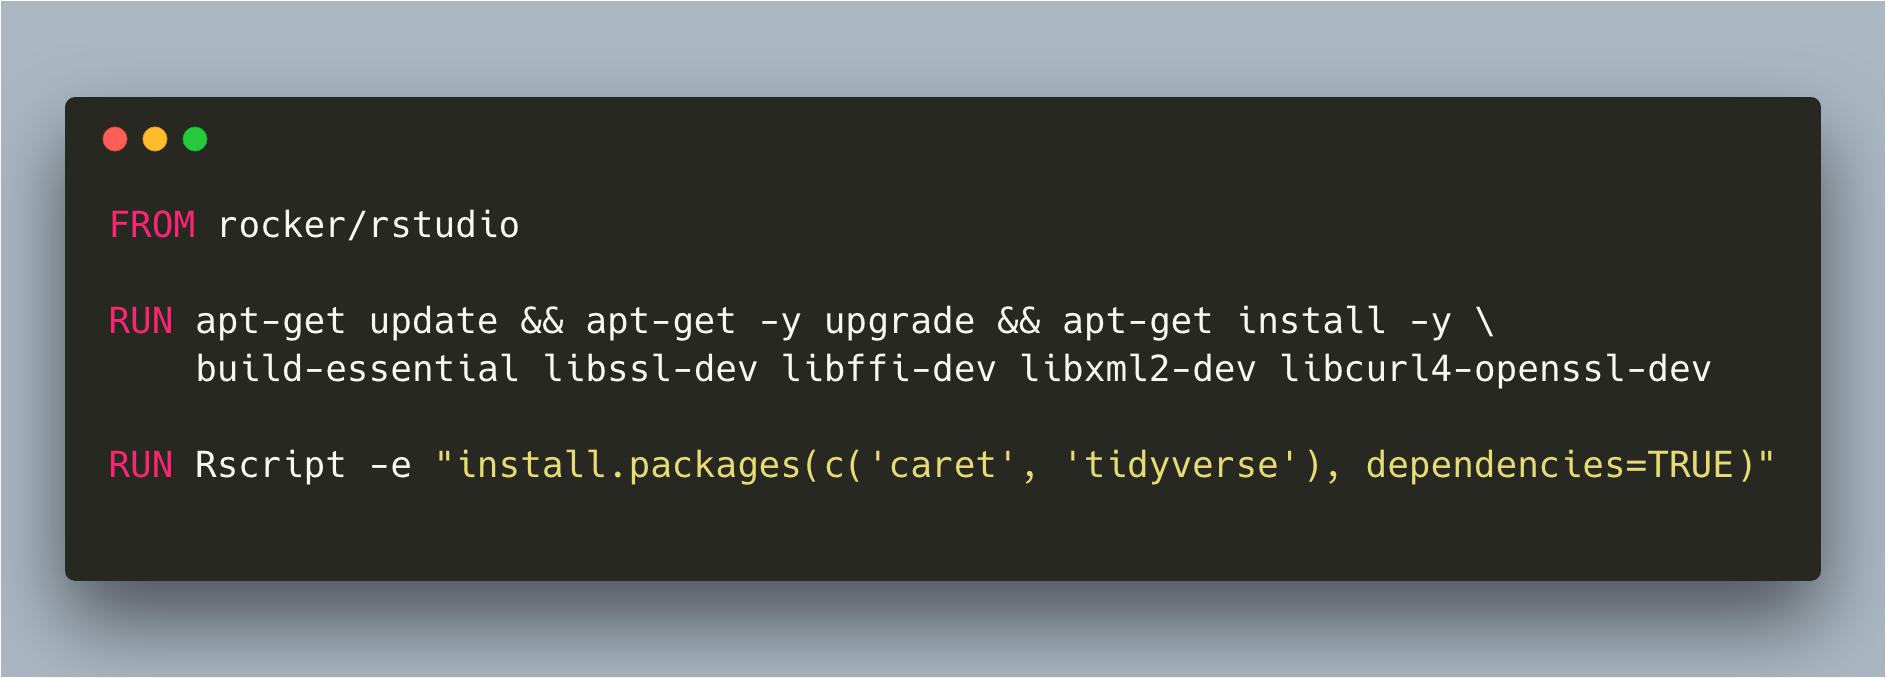 FROM rocker/rstudio
RUN apt-get update && apt-get -y upgrade && apt-get install -y \
build-essential libssl-dev libffi-dev libxml2-dev libcurl4-openssl-dev
RUN Rscript -e "install.packages(c('caret', 'tidyverse'), dependencies=TRUE)"